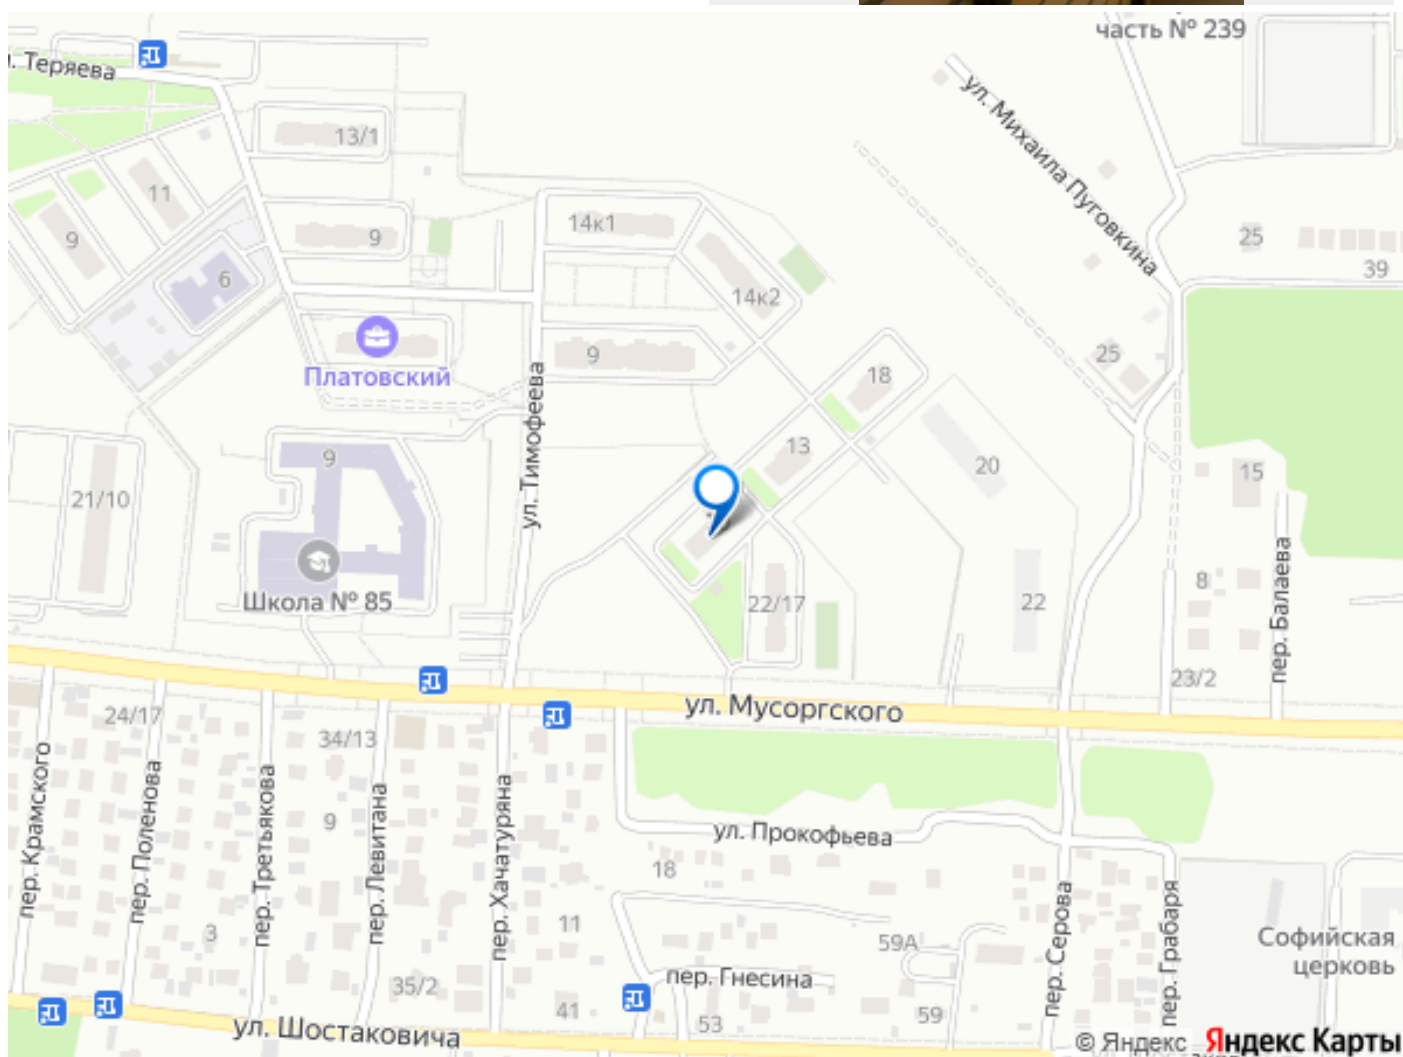 часть № 239
. Теряева
ул. Михаила Пуговкина
13/1
11
9
9
6
14к1
14к2
25
39
Платовский
9
18
25
ул. Тимофеева
9
13
20
15
21/10
Школа № 85
22/17
22
8
пер. Балаева
23/2
ул. Мусоргского
24/17
34/13
пер. Крамского
пер. Поленова
пер. Третьякова
9
пер. Левитана
пер. Хачатуряна
ул. Прокофьева
18
3
11
59А
пер. Серова
пер. Грабаря
Софийская
церковь
35/2
41
пер. Гнесина
53
59
ул. Шостаковича
© Яндекс Яндекс Карты